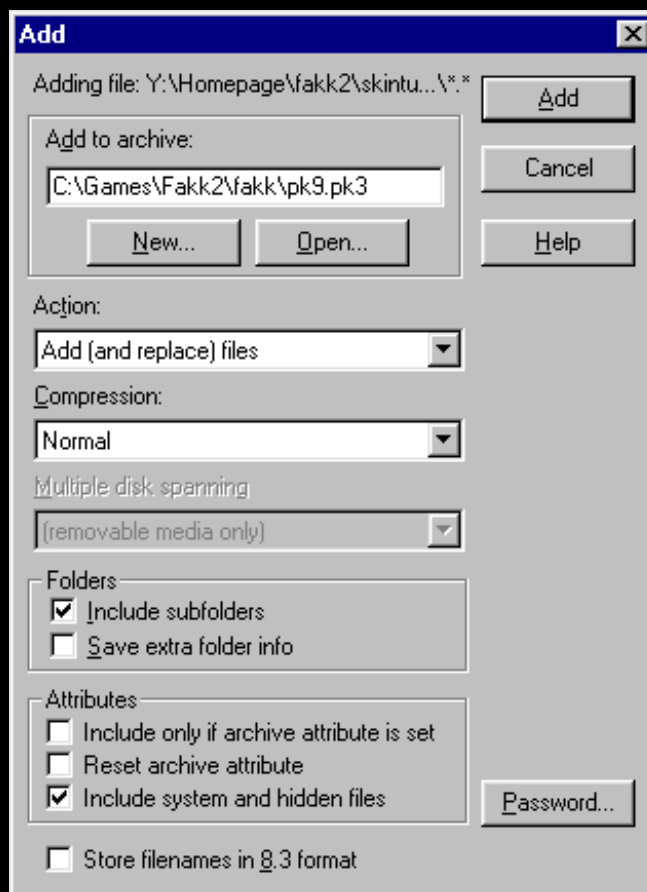 Add
Adding file: Y:\Homepage\fakk2\skintu...\*.*
Add
Add to archive:
C:\Games\Fakk2\fakk\pk9.pk3
Cancel
New...
Open...
Help
Action:
Add (and replace) files
Compression:
Normal
Multiple disk spanning
(removable media only)
Folders
Include subfolders
Save extra folder info
Attributes
Include only if archive attribute is set
Reset archive attribute
Include system and hidden files
Password...
Store filenames in 8.3 format